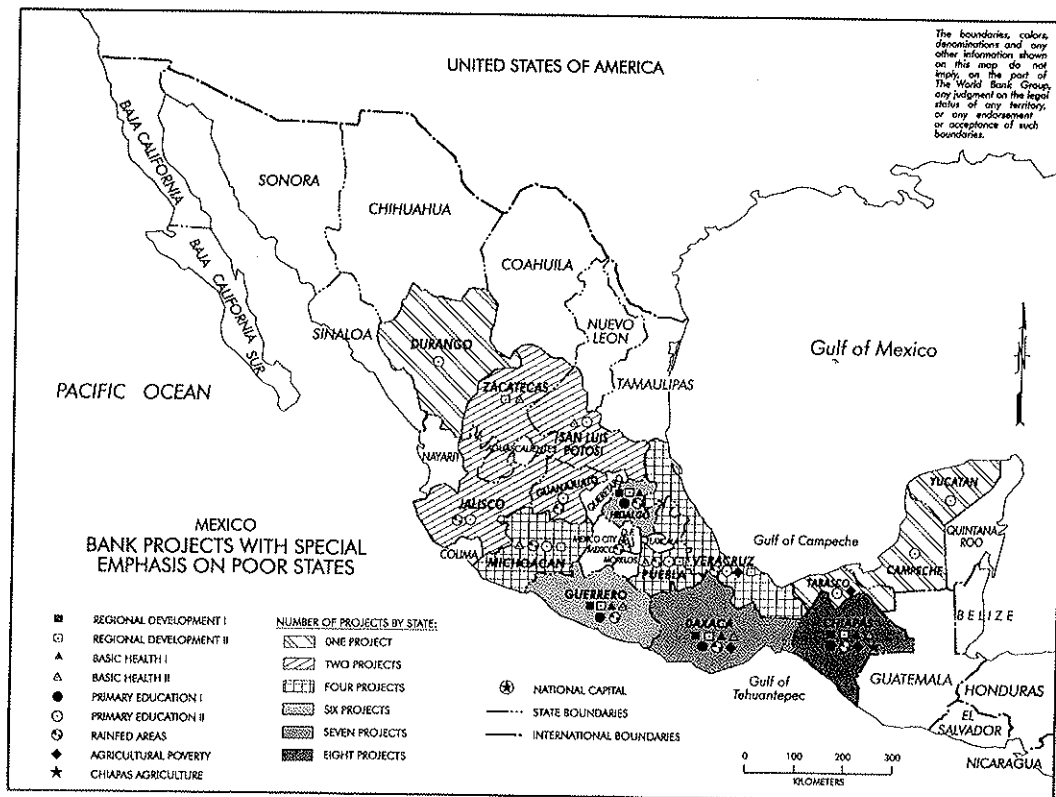 The boundaries, colors,
denominations and any
other information shown
on this map do not
imply, on the part of
The World Bank Group,
any judgment on the legal
status of any territory,
or any endorsement
or acceptance of such
boundaries.
UNITED STATES OF AMERICA
BAJA CALIFORNIA
SONORA
CHIHUAHUA
COAHUILA
BAJA CALIFORNIA SUR
SINALOA
DURANGO
NUEVO
LEON
Gulf of Mexico
ZACATECAS
TAMAULIPAS
PACIFIC OCEAN
SAN LUIS
POTOSI
NAYARIT
AGUASCALIENTES
GUANAJUATO
QUERETARO
HIDALGO
JALISCO
YUCATAN
QUINTANA
ROO
COLIMA
MICHOACAN
MEXICO CITY
MEXICO
D.F.
TLAXCALA
MORELOS
PUEBLA
VERACRUZ
Gulf of Campeche
CAMPECHE
TABASCO
BELIZE
GUERRERO
OAXACA
CHIAPAS
Gulf of
Tehuantepec
GUATEMALA
HONDURAS
EL
SALVADOR
NICARAGUA
MEXICO
BANK PROJECTS WITH SPECIAL
EMPHASIS ON POOR STATES
REGIONAL DEVELOPMENT I
REGIONAL DEVELOPMENT II
BASIC HEALTH I
BASIC HEALTH II
PRIMARY EDUCATION I
PRIMARY EDUCATION II
RAINFED AREAS
AGRICULTURAL POVERTY
CHIAPAS AGRICULTURE
NUMBER OF PROJECTS BY STATE:
ONE PROJECT
TWO PROJECTS
FOUR PROJECTS
SIX PROJECTS
SEVEN PROJECTS
EIGHT PROJECTS
NATIONAL CAPITAL
STATE BOUNDARIES
INTERNATIONAL BOUNDARIES
0 100 200 300
KILOMETERS